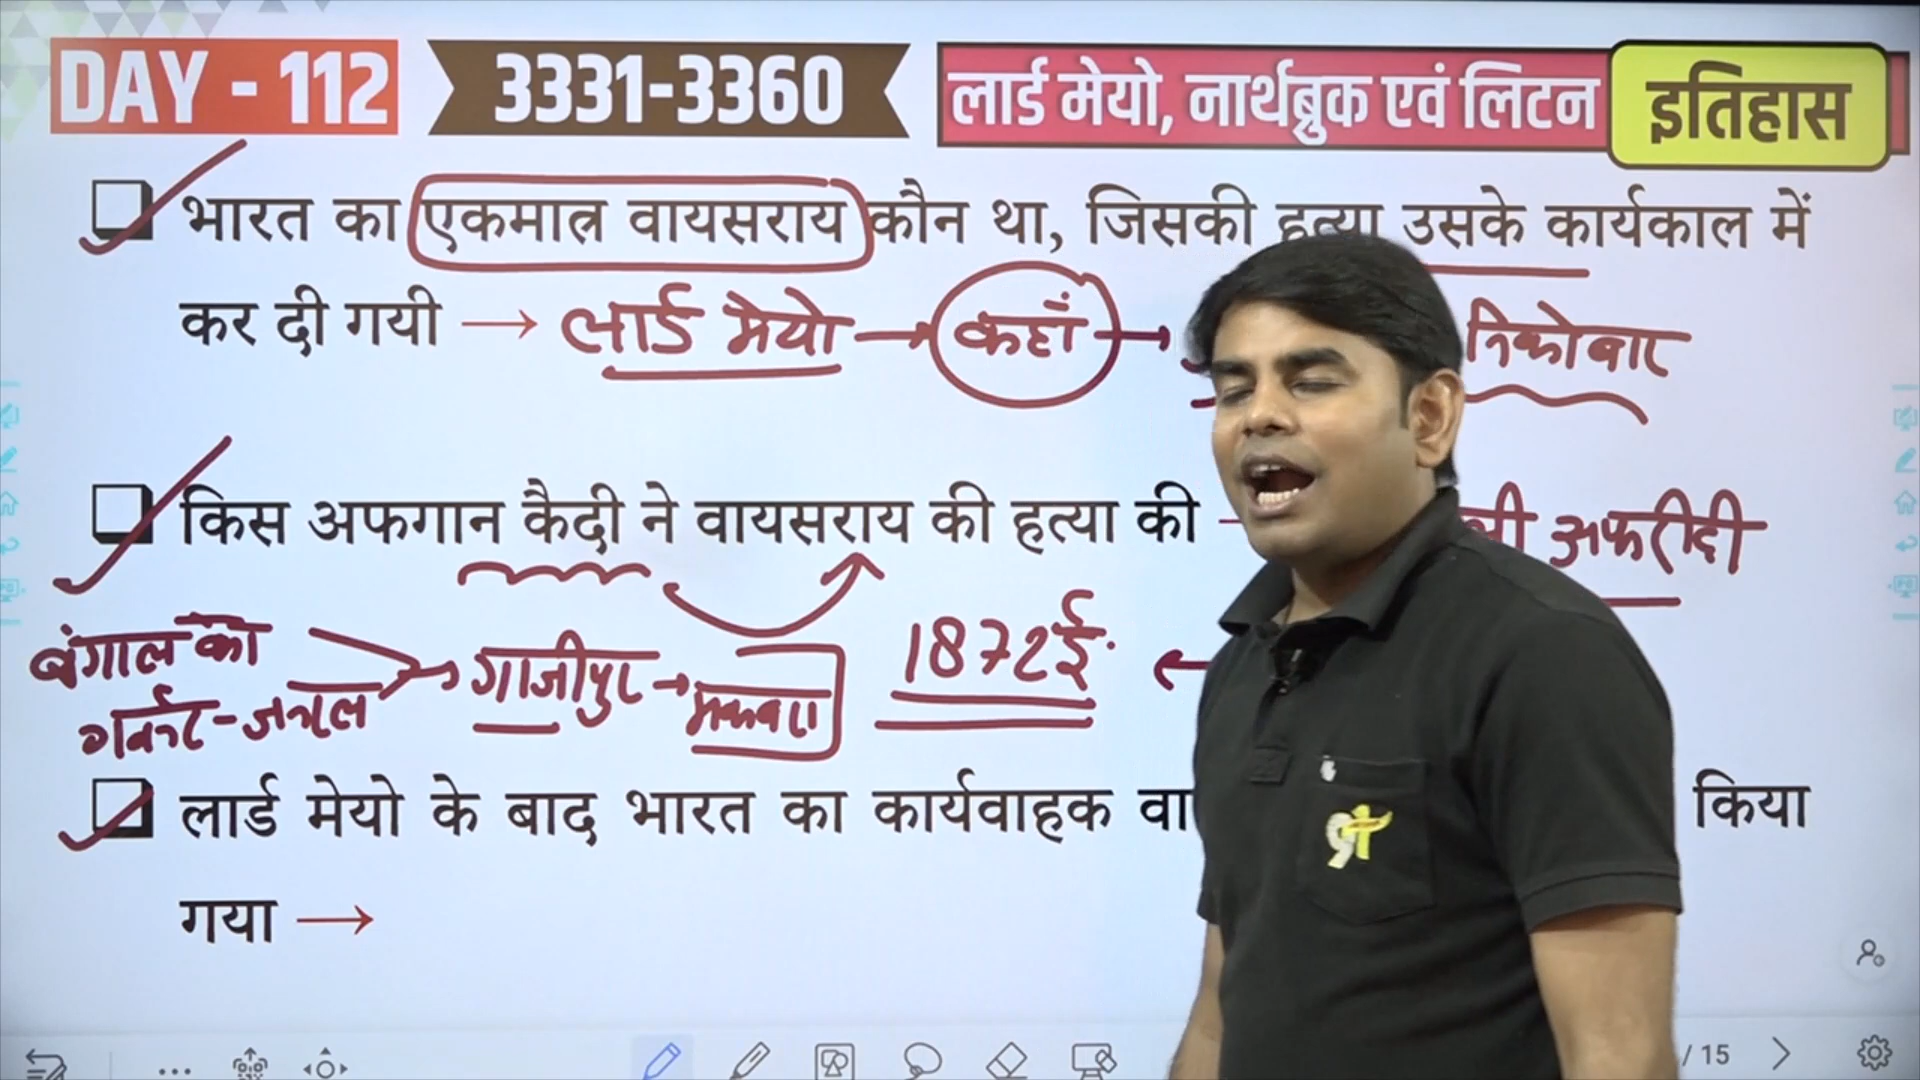 DAY - 112
3331-3360
लार्ड मेयो, नार्थब्रुक एवं लिटन
इतिहास
भारत का एकमात्र वायसराय कौन था, जिसकी हत्या उसके कार्यकाल में
कर दी गयी → लार्ड मेयो → कहाँ → निकोबार
किस अफगान कैदी ने वायसराय की हत्या की अफरीदी
बंगाल का
गवर्नर-जनरल → गाजीपुर → मकबरा 1872ई. ←
लार्ड मेयो के बाद भारत का कार्यवाहक किया
गया →
/ 15